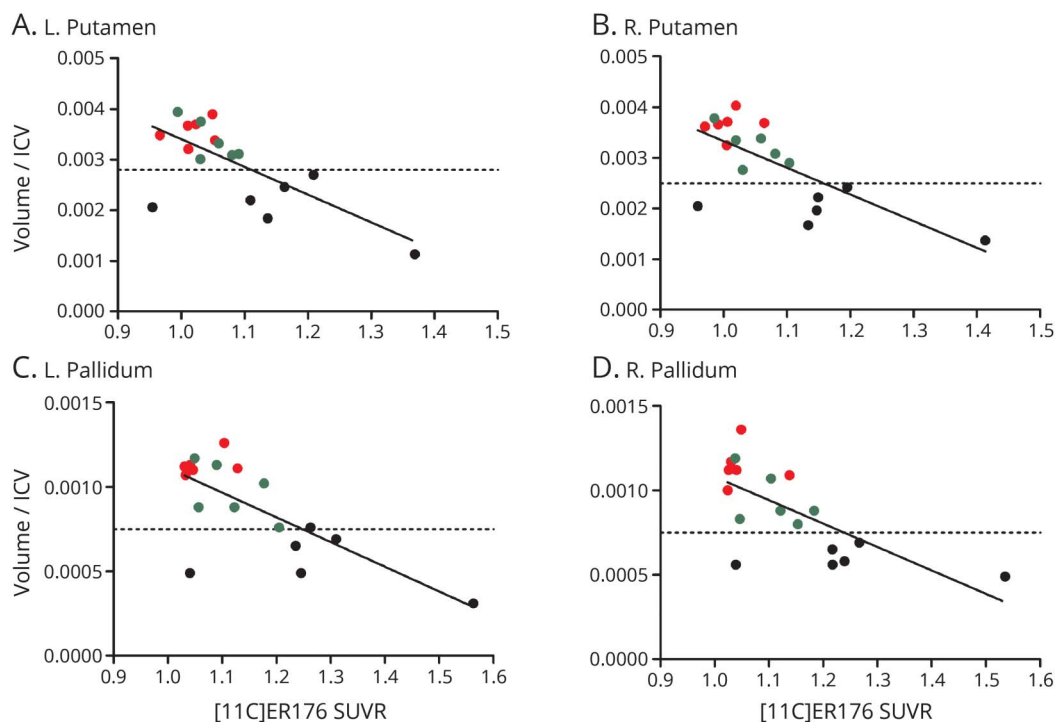 A. L. Putamen
0.005
0.004
0.003
0.002
0.001
0.000
Volume / ICV
0.9 1.0 1.1 1.2 1.3 1.4 1.5
B. R. Putamen
0.005
0.004
0.003
0.002
0.001
0.000
0.9 1.0 1.1 1.2 1.3 1.4 1.5
C. L. Pallidum
0.0015
0.0010
0.0005
0.0000
Volume / ICV
0.9 1.0 1.1 1.2 1.3 1.4 1.5 1.6
[11C]ER176 SUVR
D. R. Pallidum
0.0015
0.0010
0.0005
0.0000
0.9 1.0 1.1 1.2 1.3 1.4 1.5 1.6
[11C]ER176 SUVR